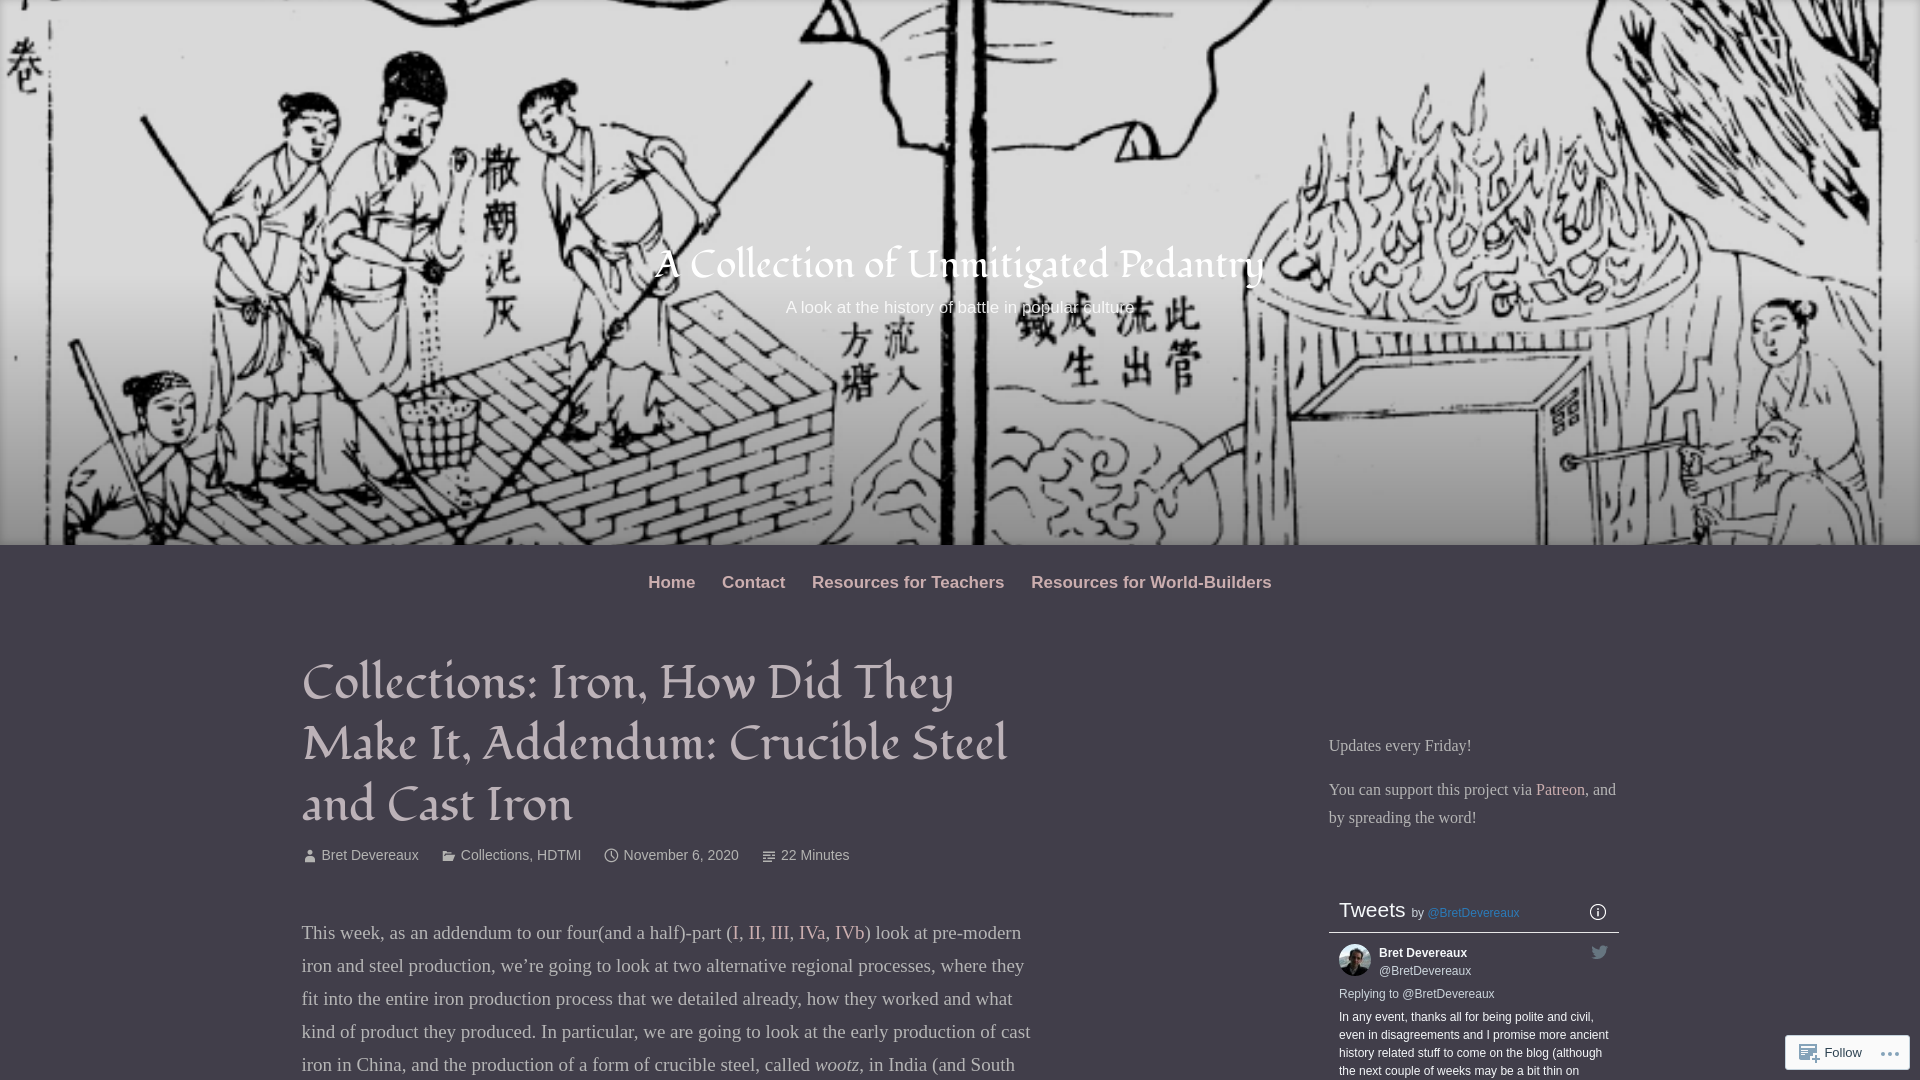 卷
撒潮泥灰
A Collection of Unmitigated Pedantry
A look at the history of battle in popular culture
流入
方塘
此管
流出
成生
鐵
Home Contact Resources for Teachers Resources for World-Builders
Collections: Iron, How Did They
Make It, Addendum: Crucible Steel
and Cast Iron
Bret Devereaux Collections, HDTMI November 6, 2020 22 Minutes
This week, as an addendum to our four(and a half)-part (I, II, III, IVa, IVb) look at pre-modern
iron and steel production, we’re going to look at two alternative regional processes, where they
fit into the entire iron production process that we detailed already, how they worked and what
kind of product they produced. In particular, we are going to look at the early production of cast
iron in China, and the production of a form of crucible steel, called wootz, in India (and South
Updates every Friday!
You can support this project via Patreon, and
by spreading the word!
Tweets by @BretDevereaux
Bret Devereaux
@BretDevereaux
Replying to @BretDevereaux
In any event, thanks all for being polite and civil,
even in disagreements and I promise more ancient
history related stuff to come on the blog (although
the next couple of weeks may be a bit thin on
Follow